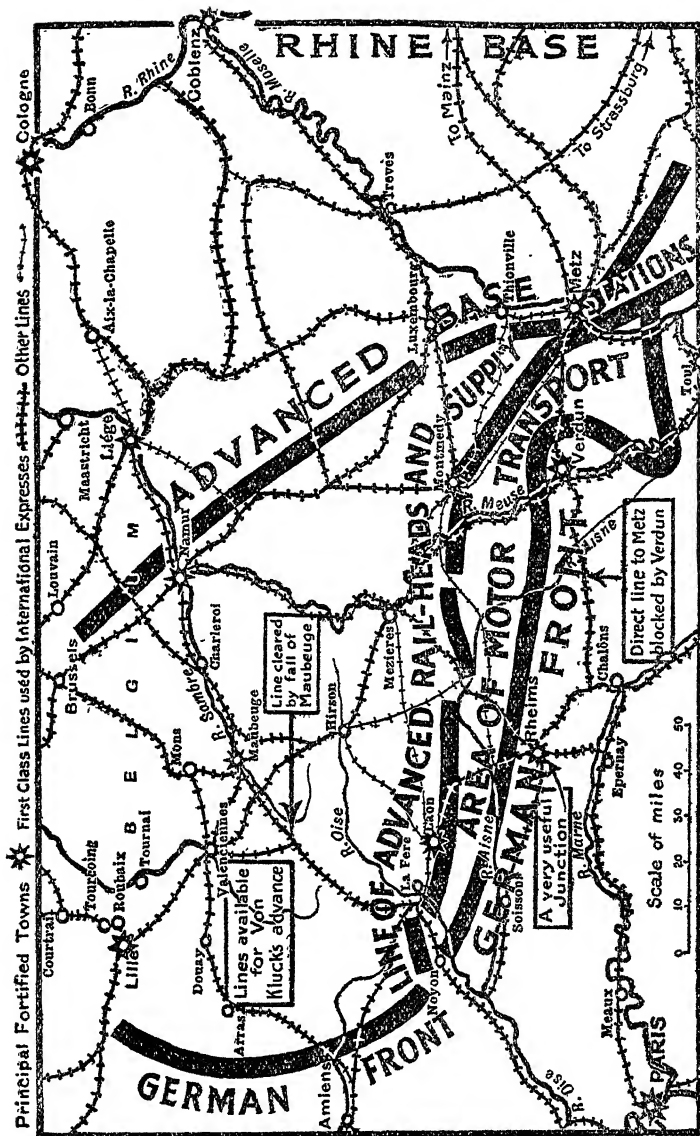 Principal Fortified Towns First Class Lines used by International Expresses Other Lines
RHINE BASE
Cologne
Bonn
R. Rhine
Coblenz
R. Moselle
To Mainz
To Strassburg
Trèves
Aix-la-Chapelle
Maastricht
Liége
Louvain
Brussels
Namur
BELGIUM
ADVANCED BASE
Luxembourg
Thionville
Metz
LINE OF ADVANCED RAIL-HEADS AND
SUPPLY STATIONS
Montmedy
AREA OF MOTOR TRANSPORT
R. Meuse
Verdun
Toul
GERMAN FRONT
Charleroi
R. Sambre
Mons
Maubeuge
Line cleared
by fall of
Maubeuge
Hirson
Mezieres
R. Oise
Courtrai
Tourcoing
Roubaix
Lille
Tournai
Valenciennes
Douay
Arras
Lines available
for Von
Kluck's advance
La Fere
Laon
R. Aisne
Rheims
Soissons
A very useful
Junction
R. Marne
Epernay
Chalôns
Direct line to Metz
blocked by Verdun
GERMAN FRONT
Amiens
Noyon
R. Oise
Meaux
PARIS
Scale of miles
0 10 20 30 40 50